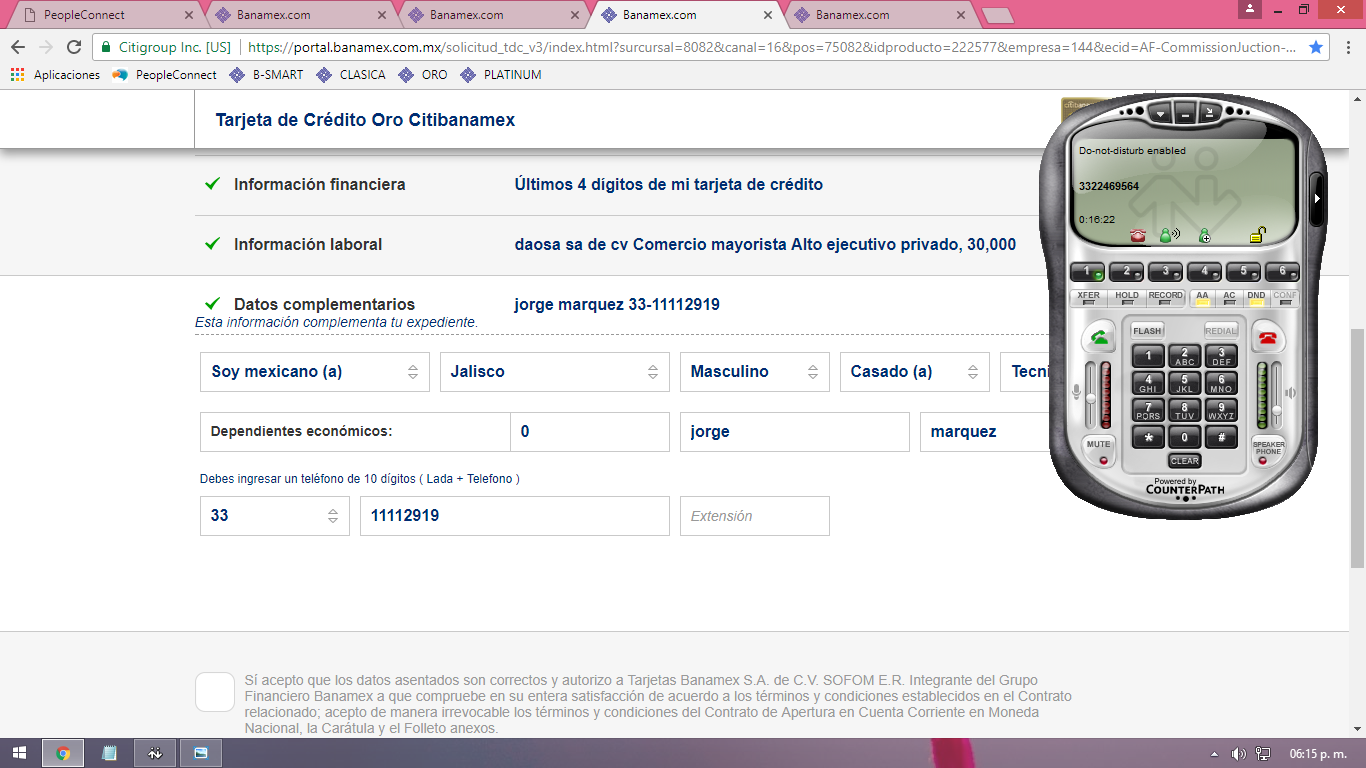 PeopleConnect
Banamex.com
Banamex.com
Banamex.com
Banamex.com
Citigroup Inc. [US]
https://portal.banamex.com.mx/solicitud_tdc_v3/index.html?surcursal=8082&canal=16&pos=75082&idproducto=222577&empresa=144&ecid=AF-CommissionJuction-...
Aplicaciones PeopleConnect B-SMART CLASICA ORO PLATINUM
Tarjeta de Crédito Oro Citibanamex
Información financiera
Últimos 4 dígitos de mi tarjeta de crédito
Información laboral
daosa sa de cv Comercio mayorista Alto ejecutivo privado, 30,000
Datos complementarios
jorge marquez 33-11112919
Esta información complementa tu expediente.
Soy mexicano (a)
Jalisco
Masculino
Casado (a)
Tecni
Dependientes económicos:
0
jorge
marquez
Debes ingresar un teléfono de 10 dígitos ( Lada + Telefono )
33
11112919
Extensión
Sí acepto que los datos asentados son correctos y autorizo a Tarjetas Banamex S.A. de C.V. SOFOM E.R. Integrante del Grupo
Financiero Banamex a que compruebe en su entera satisfacción de acuerdo a los términos y condiciones establecidos en el Contrato
relacionado; acepto de manera irrevocable los términos y condiciones del Contrato de Apertura en Cuenta Corriente en Moneda
Nacional, la Carátula y el Folleto anexos.
Do-not-disturb enabled
3322469564
0:16:22
1 2 3 4 5 6
XFER HOLD RECORD AA AC DND CONF
FLASH REDIAL
1 2 ABC 3 DEF
4 GHI 5 JKL 6 MNO
7 PQRS 8 TUV 9 WXYZ
* 0 #
MUTE
SPEAKER
PHONE
CLEAR
Powered by
COUNTERPATH
06:15 p. m.